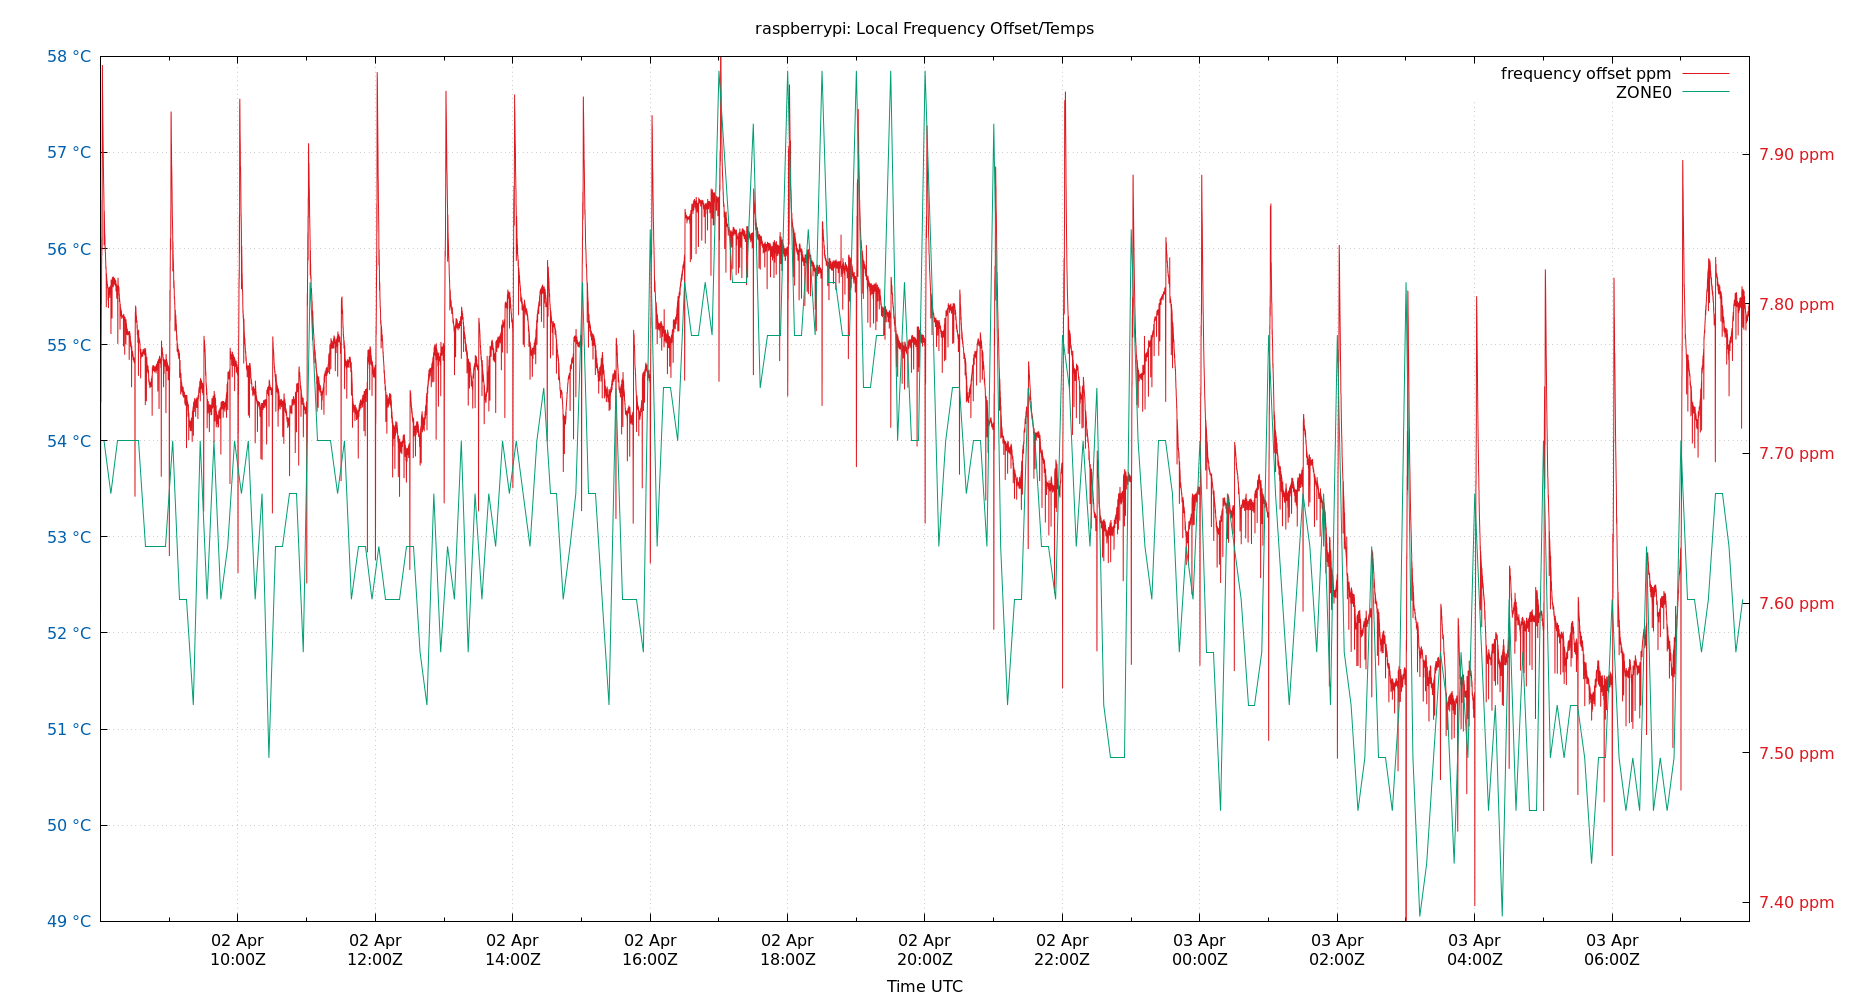 raspberrypi: Local Frequency Offset/Temps
frequency offset ppm
ZONE0
58 °C
57 °C
56 °C
55 °C
54 °C
53 °C
52 °C
51 °C
50 °C
49 °C
7.90 ppm
7.80 ppm
7.70 ppm
7.60 ppm
7.50 ppm
7.40 ppm
02 Apr
10:00Z
02 Apr
12:00Z
02 Apr
14:00Z
02 Apr
16:00Z
02 Apr
18:00Z
02 Apr
20:00Z
02 Apr
22:00Z
03 Apr
00:00Z
03 Apr
02:00Z
03 Apr
04:00Z
03 Apr
06:00Z
Time UTC